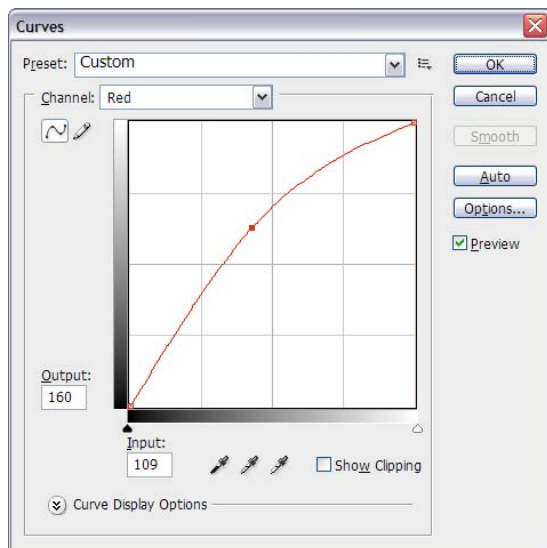 Curves
Preset: Custom
OK
Channel: Red
Cancel
Smooth
Auto
Options...
Preview
Output:
160
Input:
109
Show Clipping
Curve Display Options